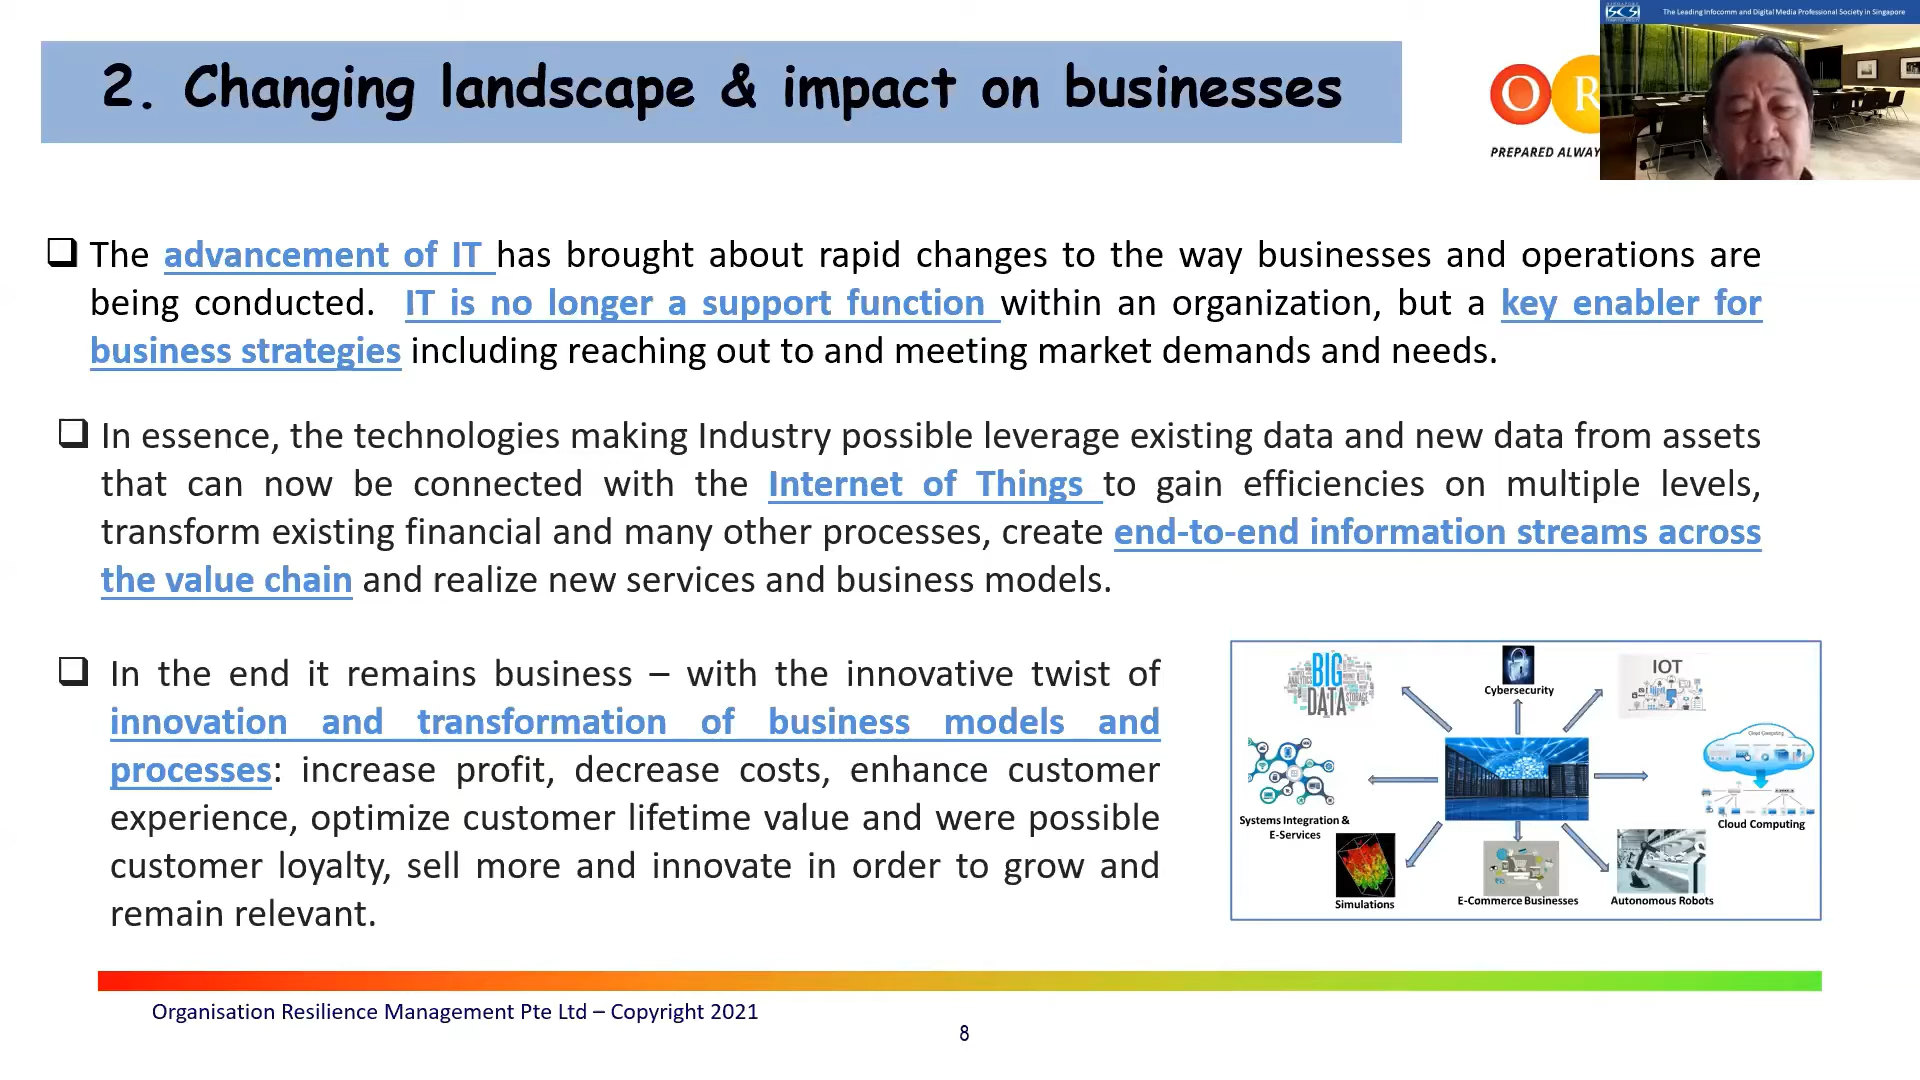 The Leading Infocomm and Digital Media Professional Society in Singapore
SCS
2. Changing landscape & impact on businesses
O R
PREPARED ALWAY
The advancement of IT has brought about rapid changes to the way businesses and operations are
being conducted. IT is no longer a support function within an organization, but a key enabler for
business strategies including reaching out to and meeting market demands and needs.
In essence, the technologies making Industry possible leverage existing data and new data from assets
that can now be connected with the Internet of Things to gain efficiencies on multiple levels,
transform existing financial and many other processes, create end-to-end information streams across
the value chain and realize new services and business models.
In the end it remains business – with the innovative twist of
innovation and transformation of business models and
processes: increase profit, decrease costs, enhance customer
experience, optimize customer lifetime value and were possible
customer loyalty, sell more and innovate in order to grow and
remain relevant.
BIG
DATA
Cybersecurity
IOT
Cloud Computing
Systems Integration &
E-Services
Cloud Computing
Simulations
E-Commerce Businesses
Autonomous Robots
Organisation Resilience Management Pte Ltd – Copyright 2021
8